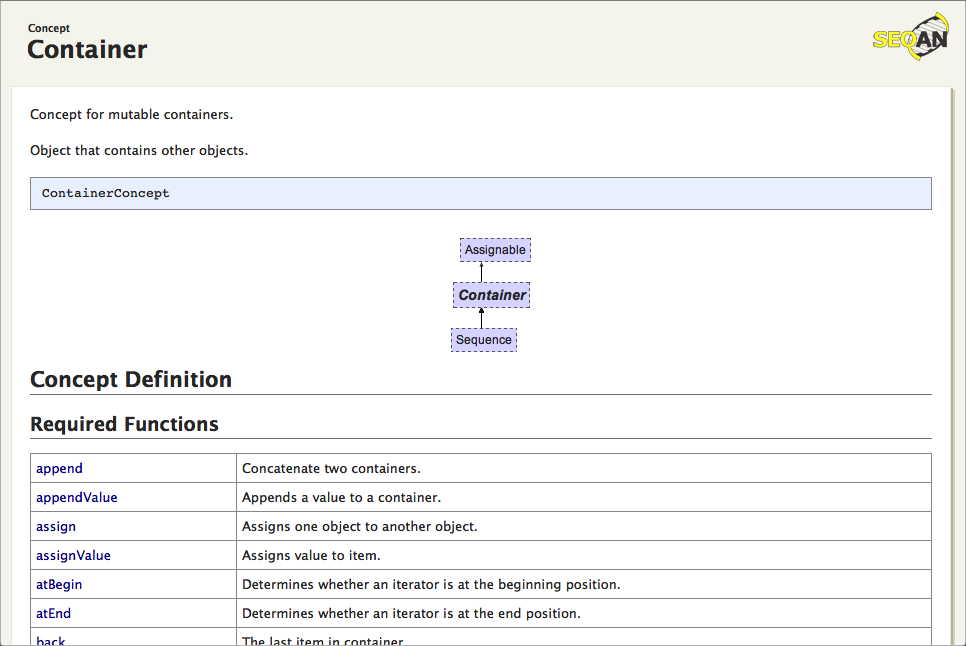 Concept
Container
SEQAN
Concept for mutable containers.
Object that contains other objects.
ContainerConcept
Assignable
Container
Sequence
Concept Definition
Required Functions
append Concatenate two containers.
appendValue Appends a value to a container.
assign Assigns one object to another object.
assignValue Assigns value to item.
atBegin Determines whether an iterator is at the beginning position.
atEnd Determines whether an iterator is at the end position.
back The last item in container.